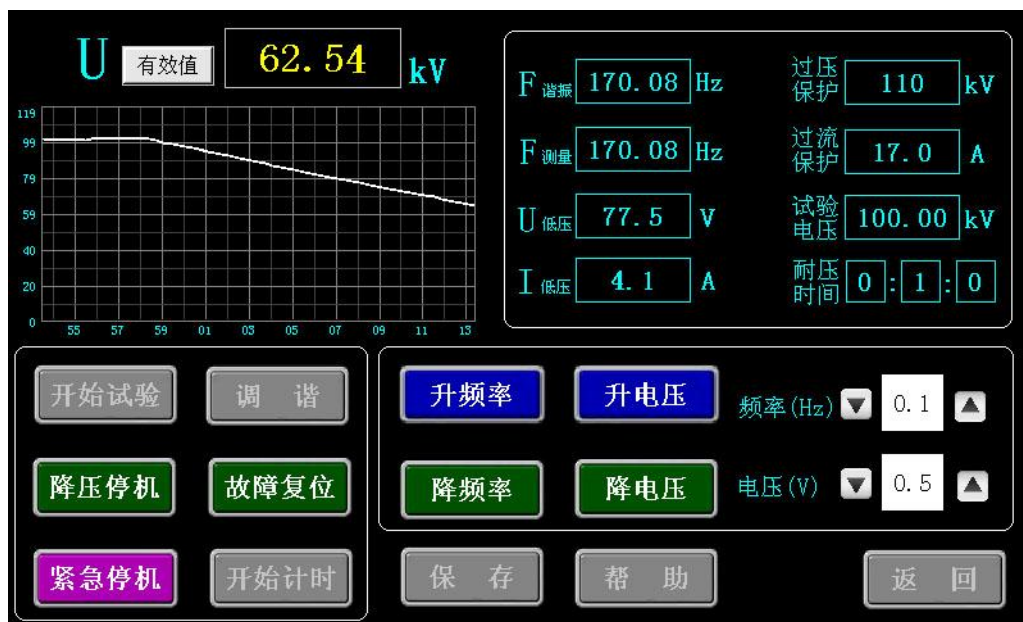 U 有效值 62.54 kV
119
99
79
59
40
20
0
55 57 59 01 03 05 07 09 11 13
F谐振 170.08 Hz 过压保护 110 kV
F测量 170.08 Hz 过流保护 17.0 A
U低压 77.5 V 试验电压 100.00 kV
I低压 4.1 A 耐压时间 0:1:0
开始试验 调 谐
降压停机 故障复位
紧急停机 开始计时
升频率 升电压 频率(Hz) 0.1
降频率 降电压 电压(V) 0.5
保 存 帮 助 返 回